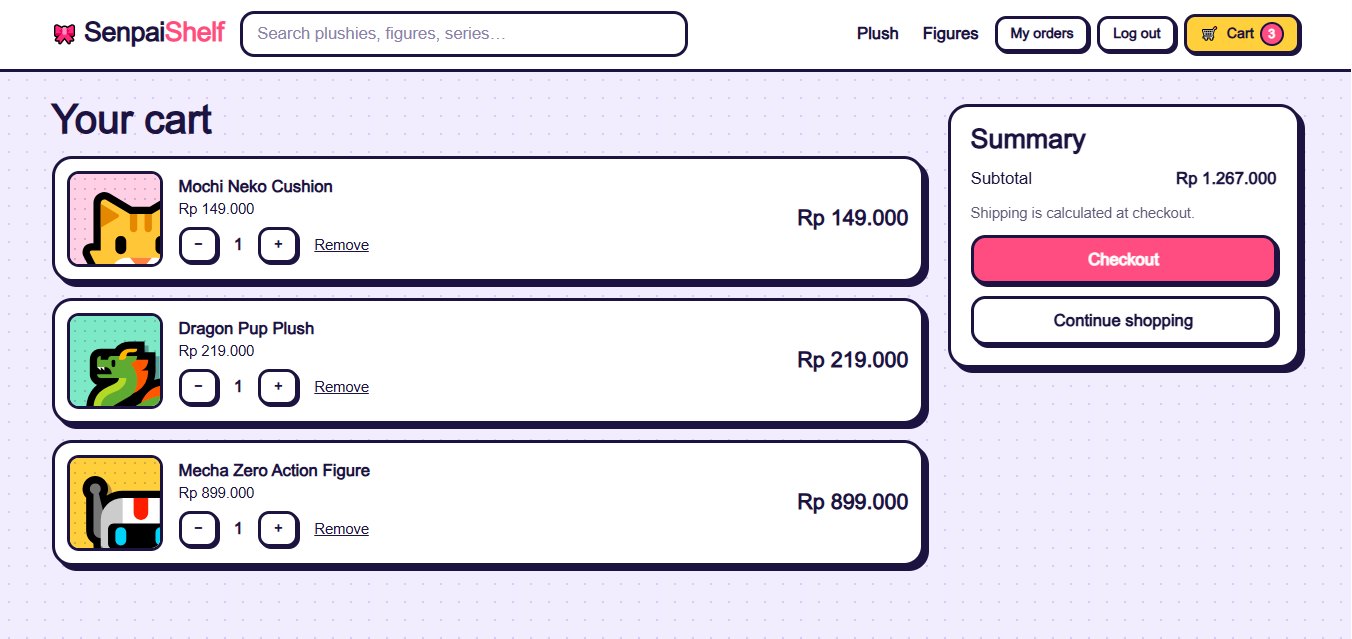 SenpaiShelf
Search plushies, figures, series…
Plush
Figures
My orders
Log out
Cart 3
Your cart
Mochi Neko Cushion
Rp 149.000
− 1 + Remove
Rp 149.000
Dragon Pup Plush
Rp 219.000
− 1 + Remove
Rp 219.000
Mecha Zero Action Figure
Rp 899.000
− 1 + Remove
Rp 899.000
Summary
Subtotal Rp 1.267.000
Shipping is calculated at checkout.
Checkout
Continue shopping